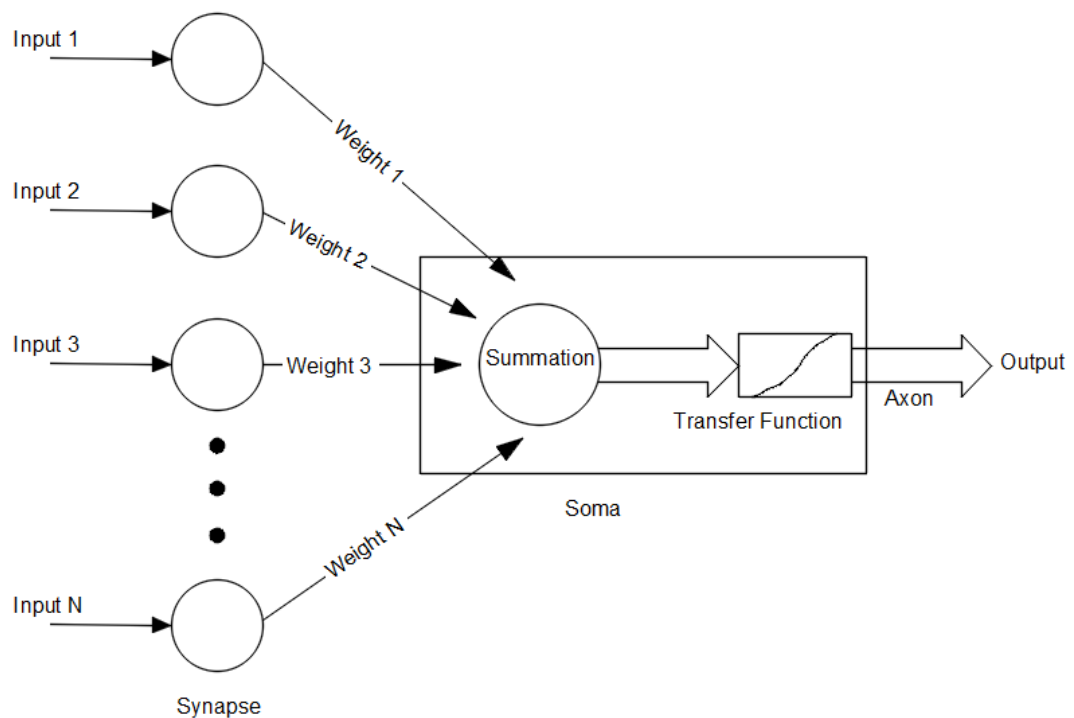 Input 1
Weight 1
Input 2
Weight 2
Input 3
Weight 3
Summation
Output
Axon
Transfer Function
Soma
Weight N
Input N
Synapse